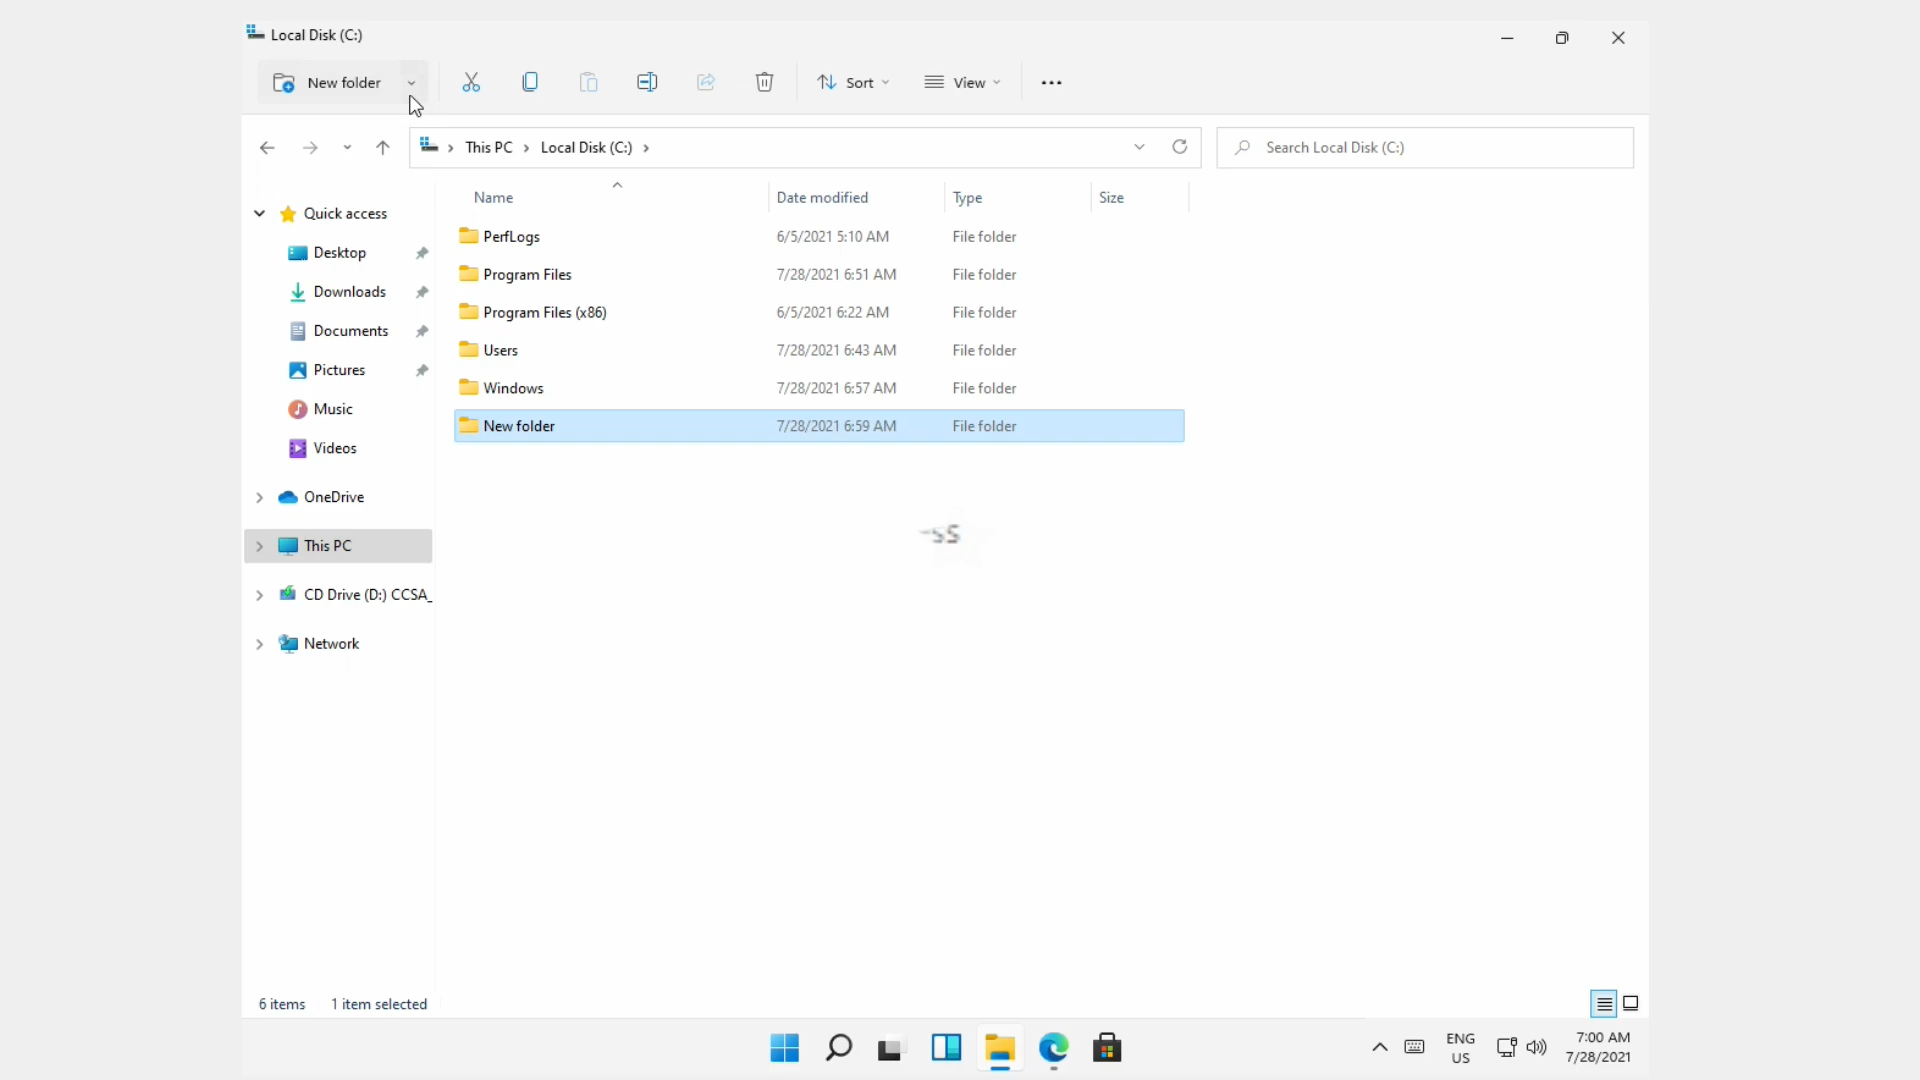 Local Disk (C:)
New folder
Sort
View
This PC
Local Disk (C:)
Search Local Disk (C:)
Name Date modified Type Size
Quick access
Desktop
Downloads
Documents
Pictures
Music
Videos
OneDrive
This PC
CD Drive (D:) CCSA_
Network
PerfLogs 6/5/2021 5:10 AM File folder
Program Files 7/28/2021 6:51 AM File folder
Program Files (x86) 6/5/2021 6:22 AM File folder
Users 7/28/2021 6:43 AM File folder
Windows 7/28/2021 6:57 AM File folder
New folder 7/28/2021 6:59 AM File folder
6 items 1 item selected
ENG
US
7:00 AM
7/28/2021